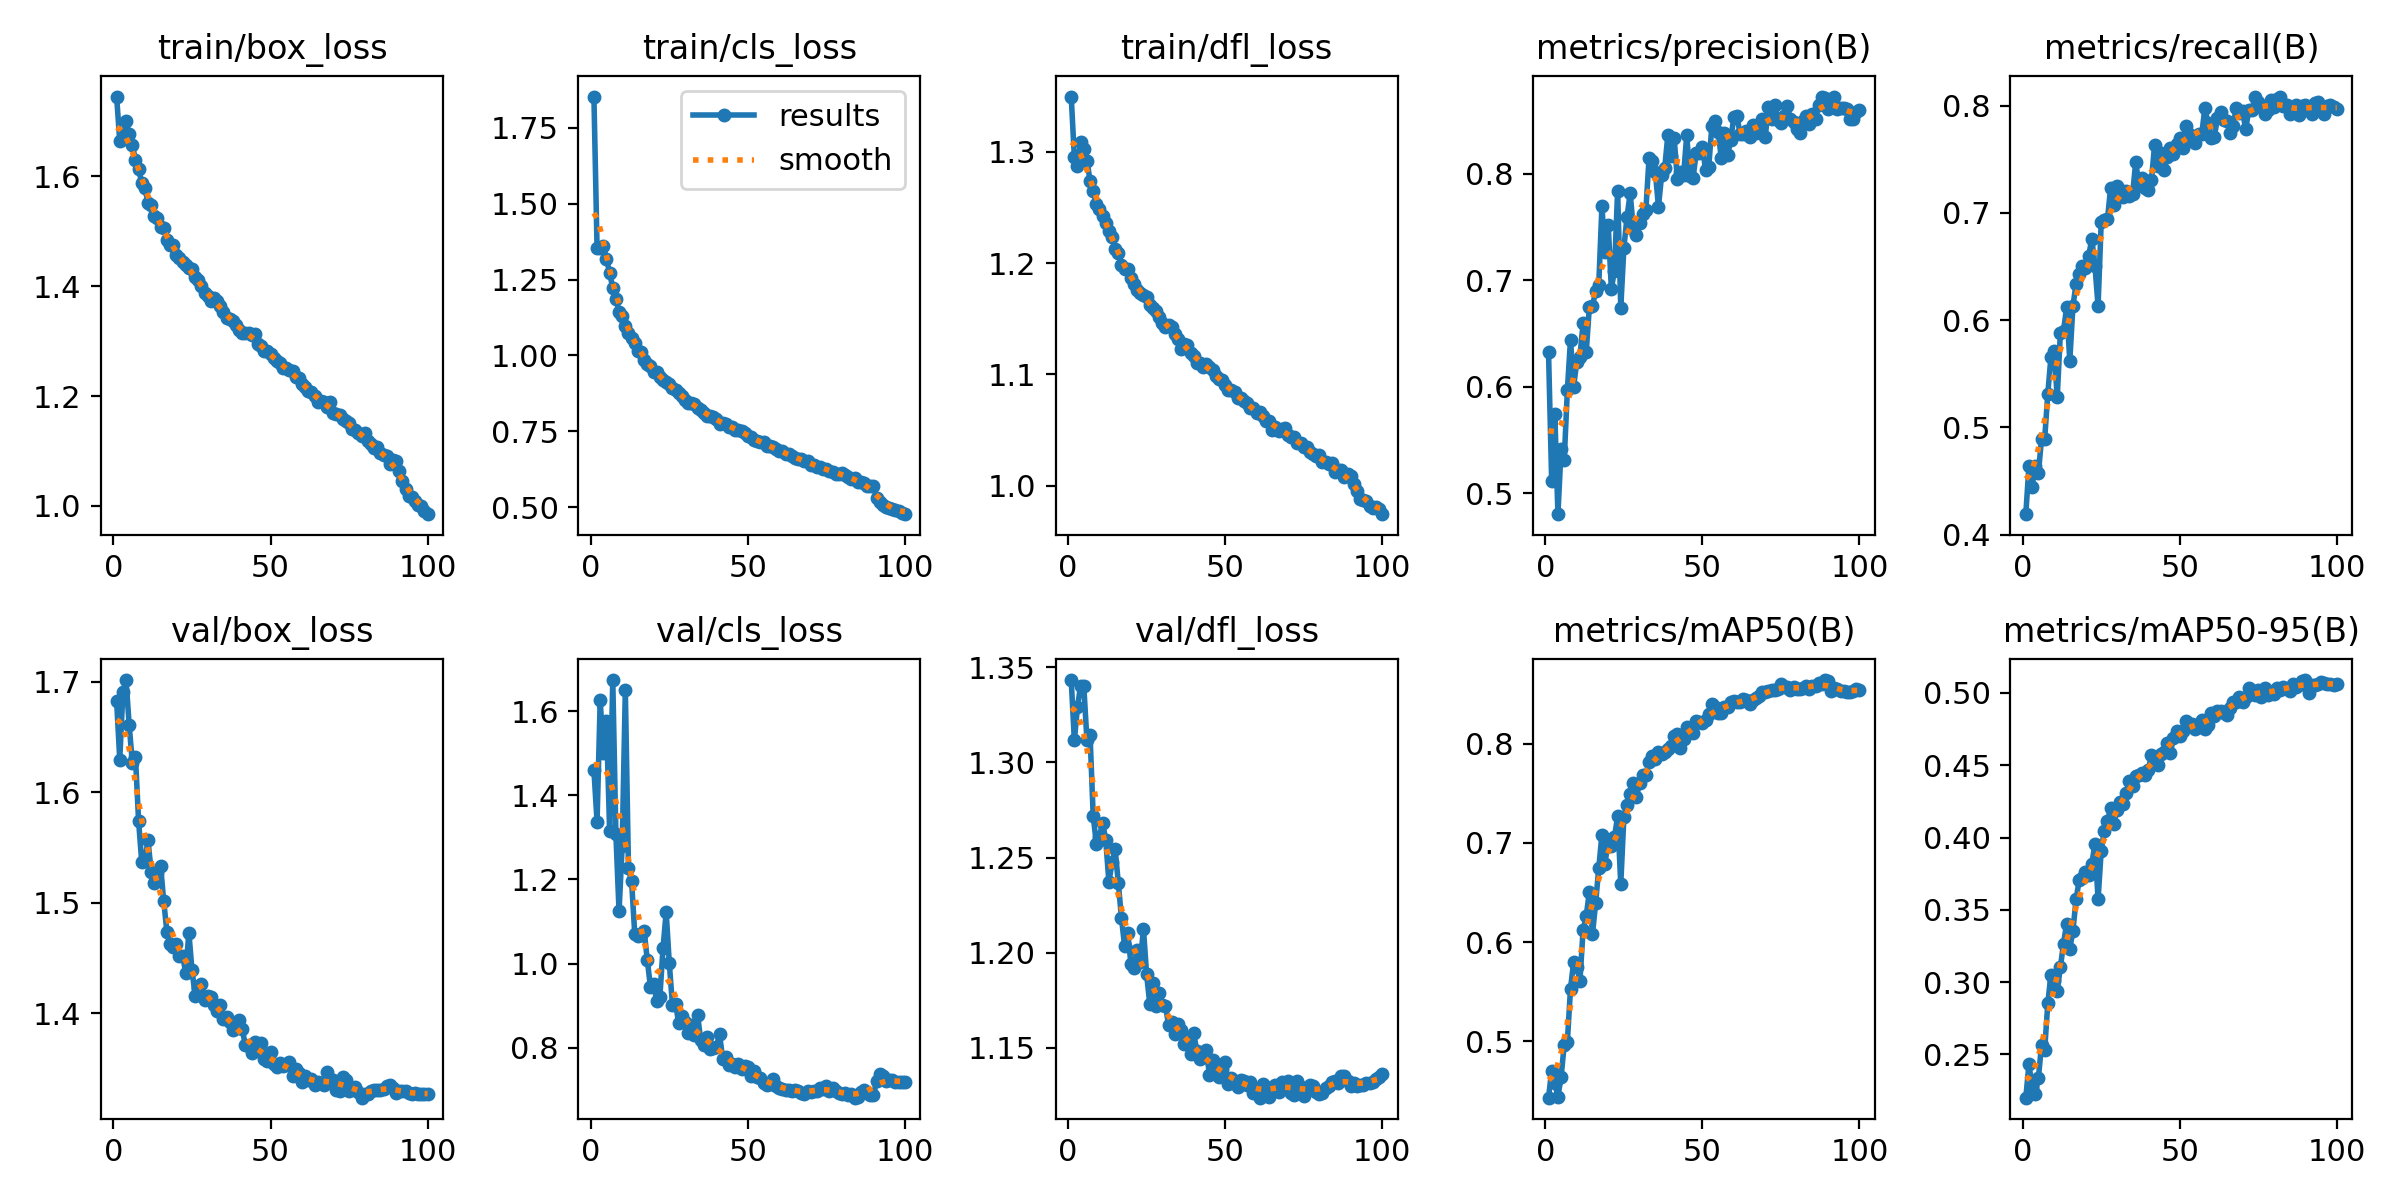 train/box_loss
1.6
1.4
1.2
1.0
0 50 100
train/cls_loss
results
smooth
1.75
1.50
1.25
1.00
0.75
0.50
0 50 100
train/dfl_loss
1.3
1.2
1.1
1.0
0 50 100
metrics/precision(B)
0.8
0.7
0.6
0.5
0 50 100
metrics/recall(B)
0.8
0.7
0.6
0.5
0.4
0 50 100
val/box_loss
1.7
1.6
1.5
1.4
0 50 100
val/cls_loss
1.6
1.4
1.2
1.0
0.8
0 50 100
val/dfl_loss
1.35
1.30
1.25
1.20
1.15
0 50 100
metrics/mAP50(B)
0.8
0.7
0.6
0.5
0 50 100
metrics/mAP50-95(B)
0.50
0.45
0.40
0.35
0.30
0.25
0 50 100